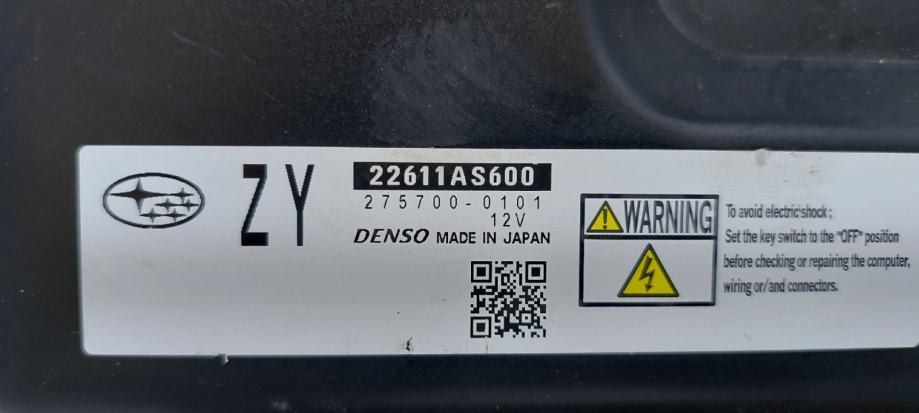 ZY
22611AS600
275700-0101
12V
DENSO MADE IN JAPAN
WARNING
To avoid electric shock;
Set the key switch to the "OFF" position
before checking or repairing the computer,
wiring or/and connectors.